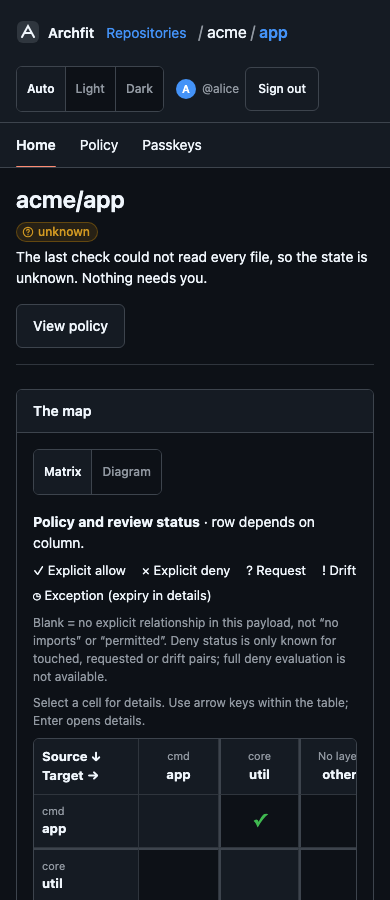 Archfit Repositories / acme / app
Auto Light Dark A @alice Sign out
Home Policy Passkeys
acme/app
unknown
The last check could not read every file, so the state is
unknown. Nothing needs you.
View policy
The map
Matrix Diagram
Policy and review status · row depends on
column.
✓ Explicit allow × Explicit deny ? Request ! Drift
◷ Exception (expiry in details)
Blank = no explicit relationship in this payload, not “no
imports” or “permitted”. Deny status is only known for
touched, requested or drift pairs; full deny evaluation is
not available.
Select a cell for details. Use arrow keys within the table;
Enter opens details.
Source ↓ cmd core No laye
Target → app util other
cmd
app ✓
core
util